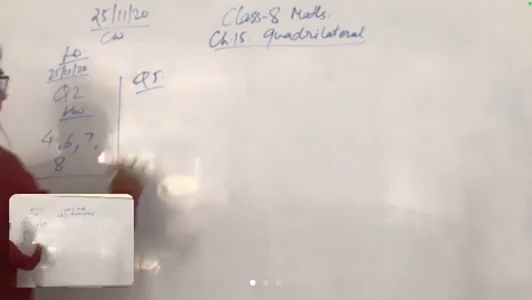 25/11/20
CW
Class-8 Maths.
Ch.15. Quadrilateral
25/11/20
Q2
HW
4, 6, 7,
8
Q5.